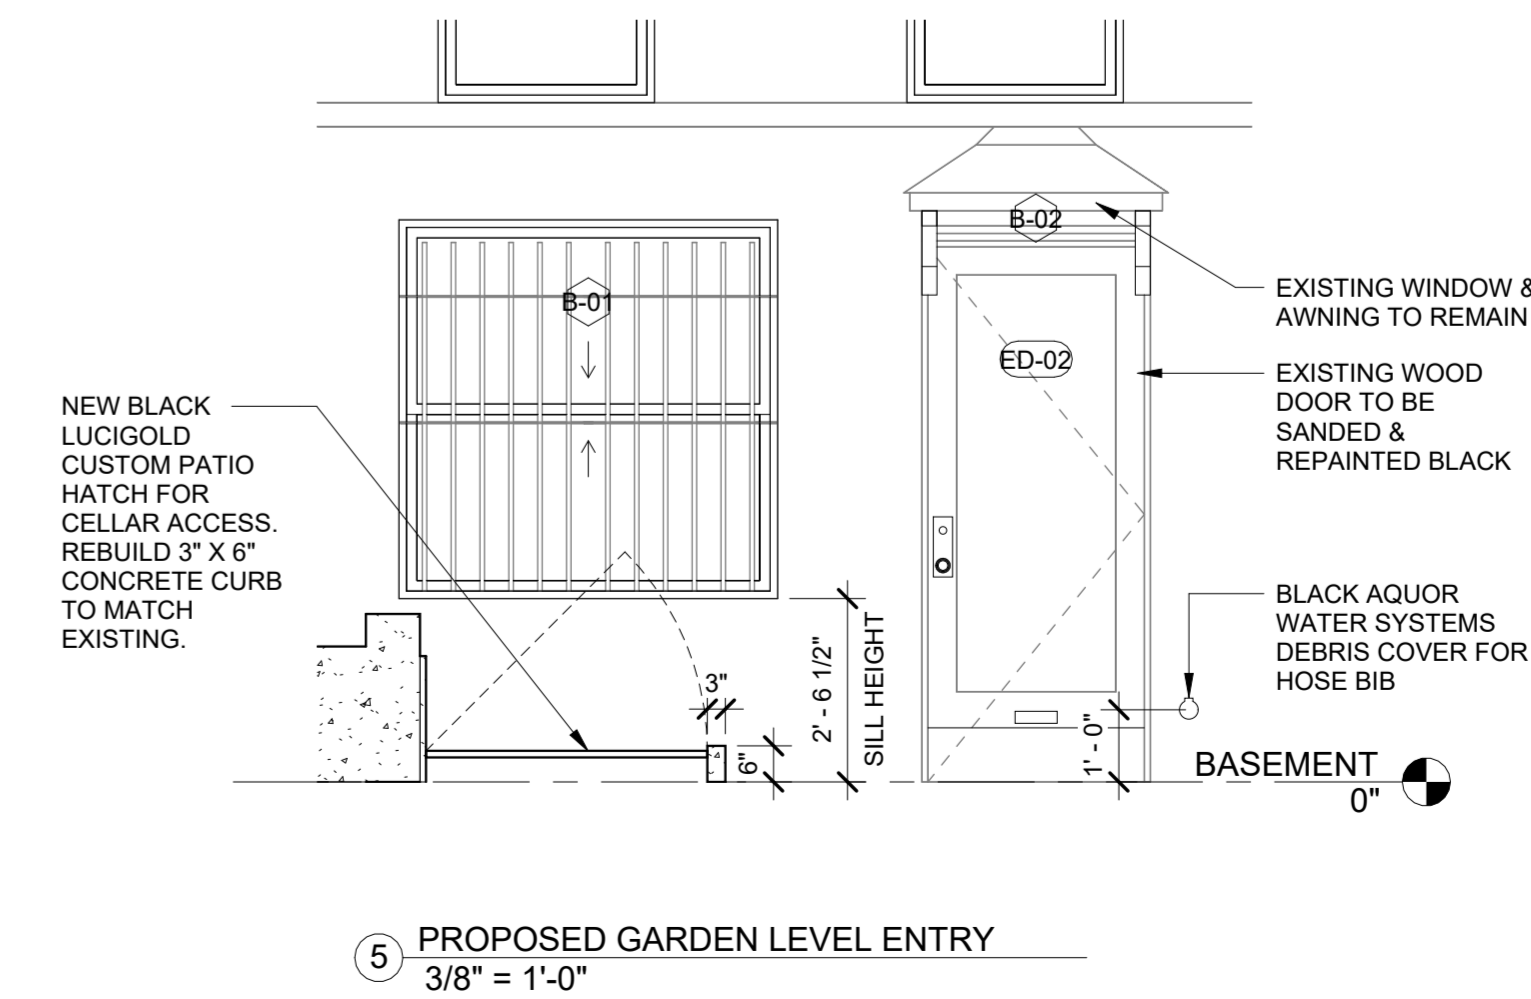 B-02
B-01
EXISTING WINDOW &
AWNING TO REMAIN
ED-02
EXISTING WOOD
DOOR TO BE
SANDED &
REPAINTED BLACK
NEW BLACK
LUCIGOLD
CUSTOM PATIO
HATCH FOR
CELLAR ACCESS.
REBUILD 3" X 6"
CONCRETE CURB
TO MATCH
EXISTING.
3"
6"
2' - 6 1/2"
SILL HEIGHT
1' - 0"
BLACK AQUOR
WATER SYSTEMS
DEBRIS COVER FOR
HOSE BIB
BASEMENT
0"
5
PROPOSED GARDEN LEVEL ENTRY
3/8" = 1'-0"